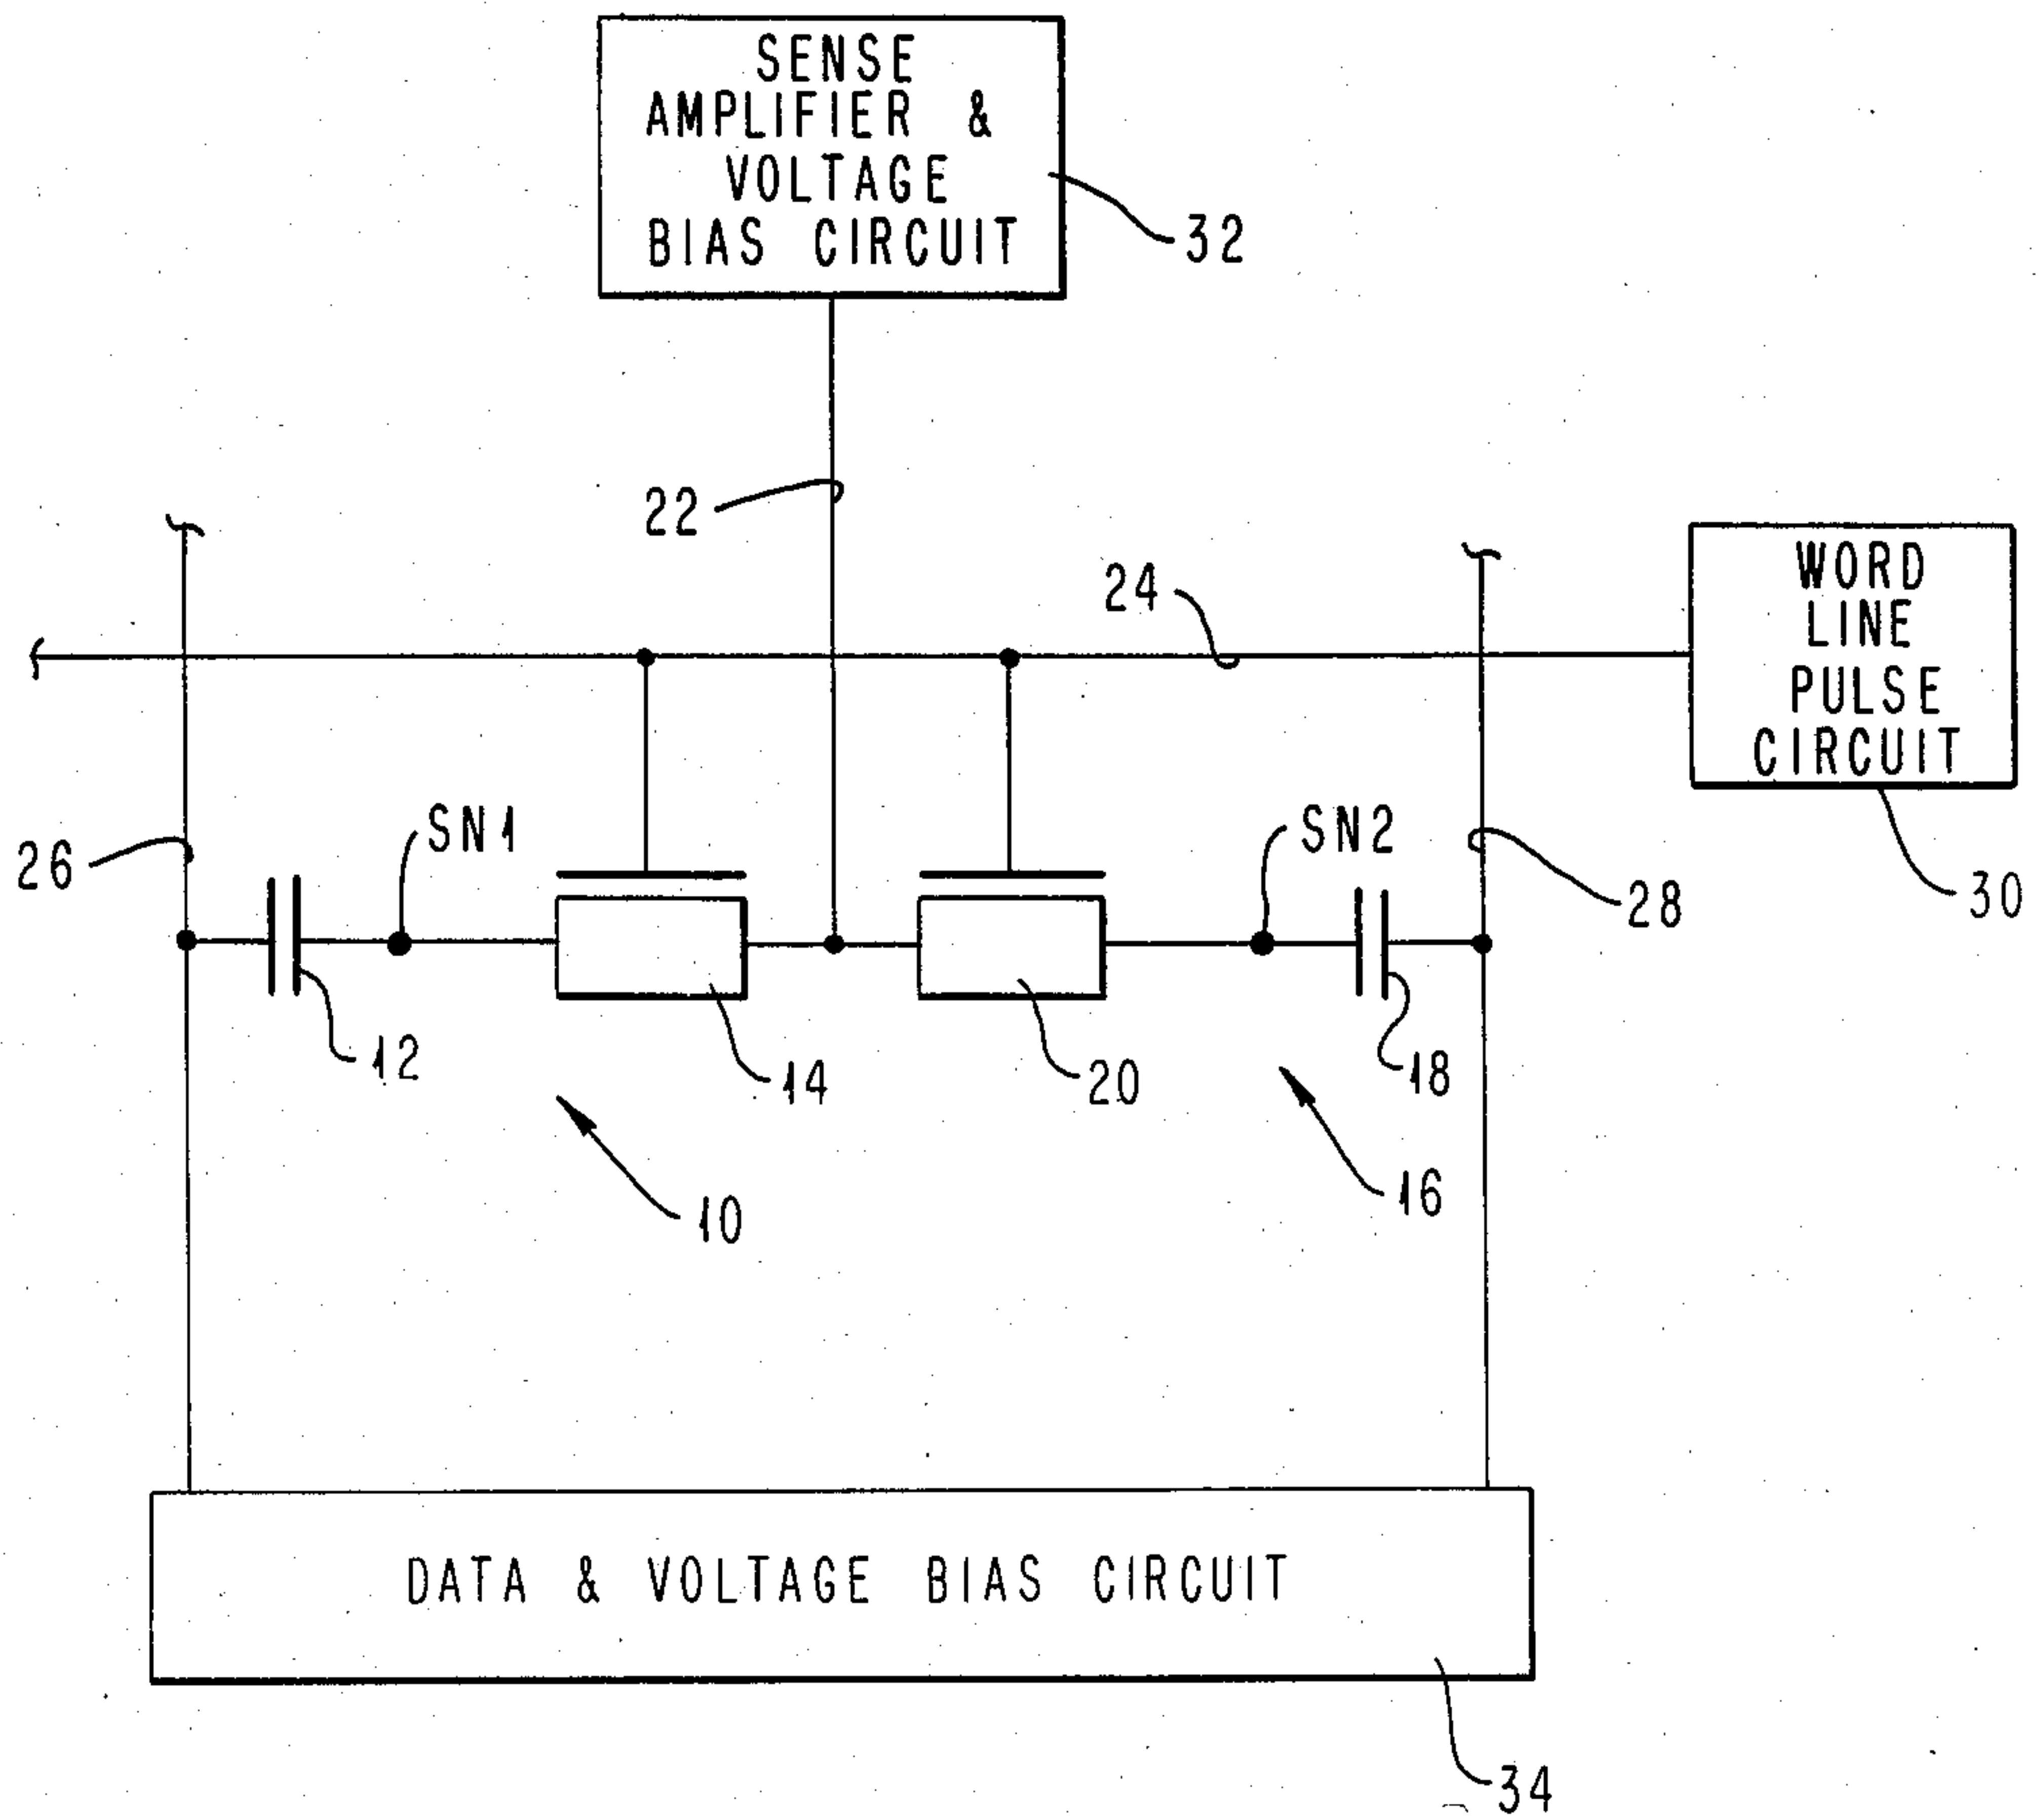 SENSE
AMPLIFIER &
VOLTAGE
BIAS CIRCUIT
32
22
24
WORD
LINE
PULSE
CIRCUIT
SN1
SN2
26
28
30
12
14
20
18
10
16
DATA & VOLTAGE BIAS CIRCUIT
34